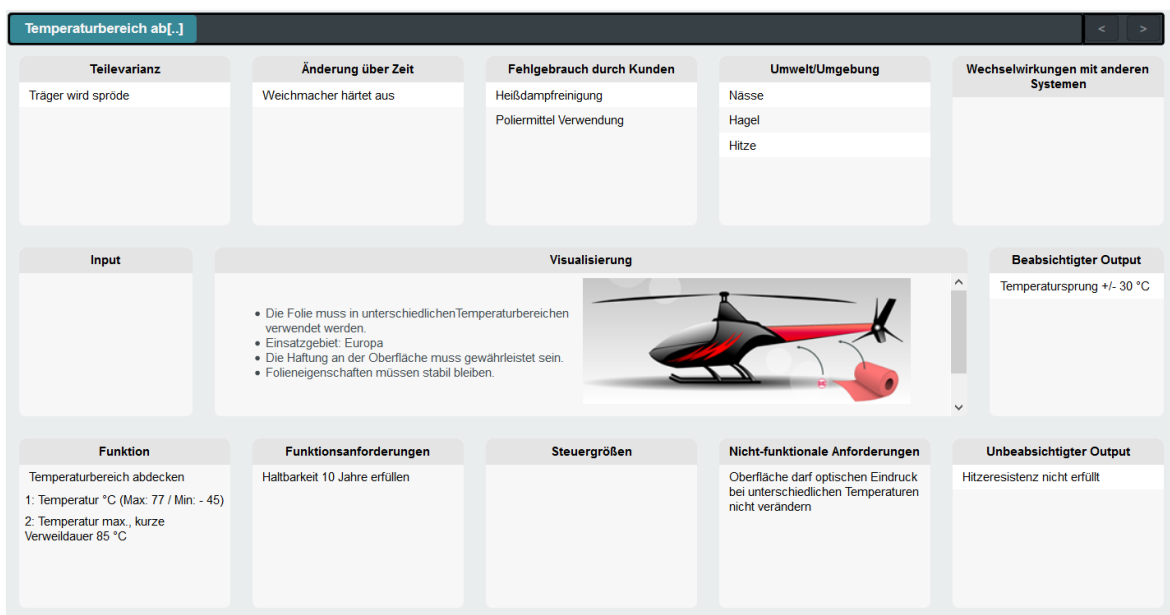 Temperaturbereich ab[..]
< >
Teilevarianz
Träger wird spröde
Änderung über Zeit
Weichmacher härtet aus
Fehlgebrauch durch Kunden
Heißdampfreinigung
Poliermittel Verwendung
Umwelt/Umgebung
Nässe
Hagel
Hitze
Wechselwirkungen mit anderen
Systemen
Input
Visualisierung
Die Folie muss in unterschiedlichenTemperaturbereichen
verwendet werden.
Einsatzgebiet: Europa
Die Haftung an der Oberfläche muss gewährleistet sein.
Folieneigenschaften müssen stabil bleiben.
Beabsichtigter Output
Temperatursprung +/- 30 °C
Funktion
Temperaturbereich abdecken
1: Temperatur °C (Max: 77 / Min: - 45)
2: Temperatur max., kurze
Verweildauer 85 °C
Funktionsanforderungen
Haltbarkeit 10 Jahre erfüllen
Steuergrößen
Nicht-funktionale Anforderungen
Oberfläche darf optischen Eindruck
bei unterschiedlichen Temperaturen
nicht verändern
Unbeabsichtigter Output
Hitzeresistenz nicht erfüllt